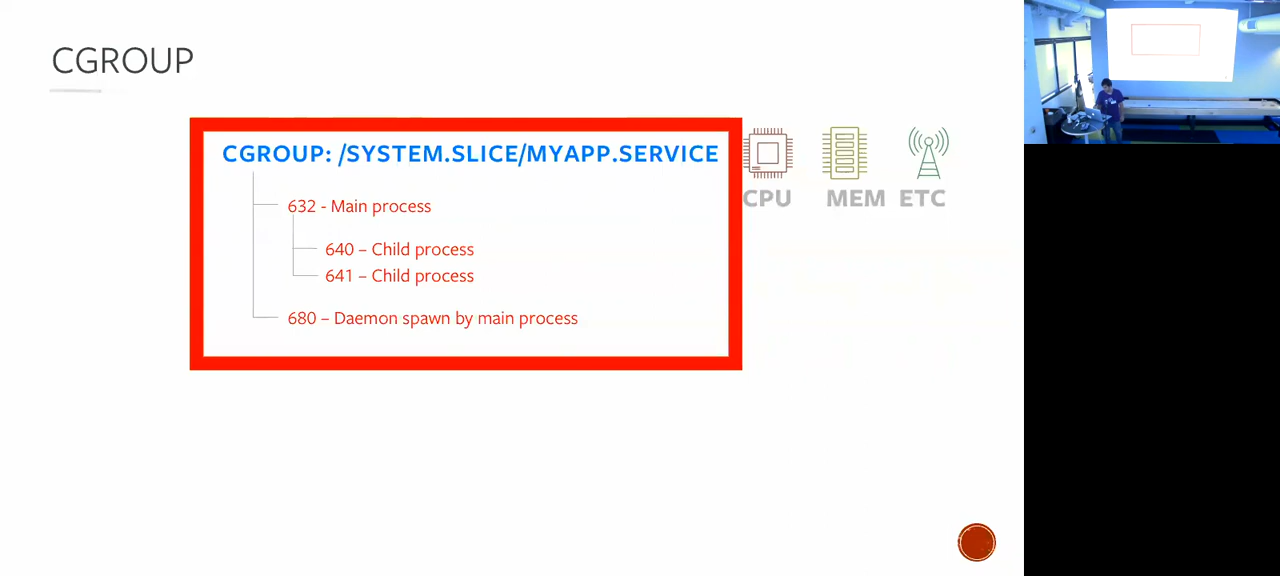 CGROUP
CGROUP: /SYSTEM.SLICE/MYAPP.SERVICE
632 - Main process
640 – Child process
641 – Child process
680 – Daemon spawn by main process
CPU MEM ETC